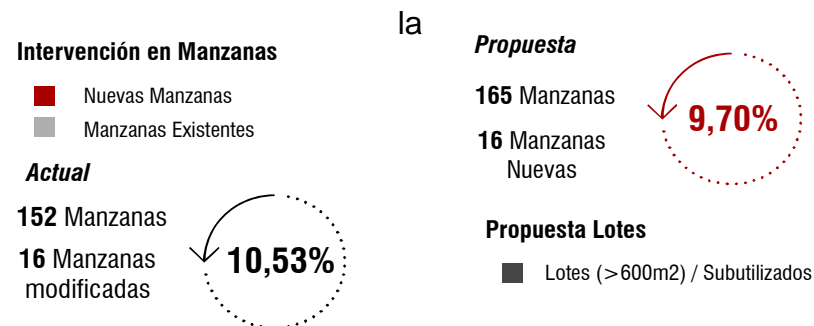 la
Intervención en Manzanas
Nuevas Manzanas
Manzanas Existentes
Actual
152 Manzanas
16 Manzanas
modificadas
10,53%
Propuesta
165 Manzanas
16 Manzanas
Nuevas
9,70%
Propuesta Lotes
Lotes (>600m2) / Subutilizados